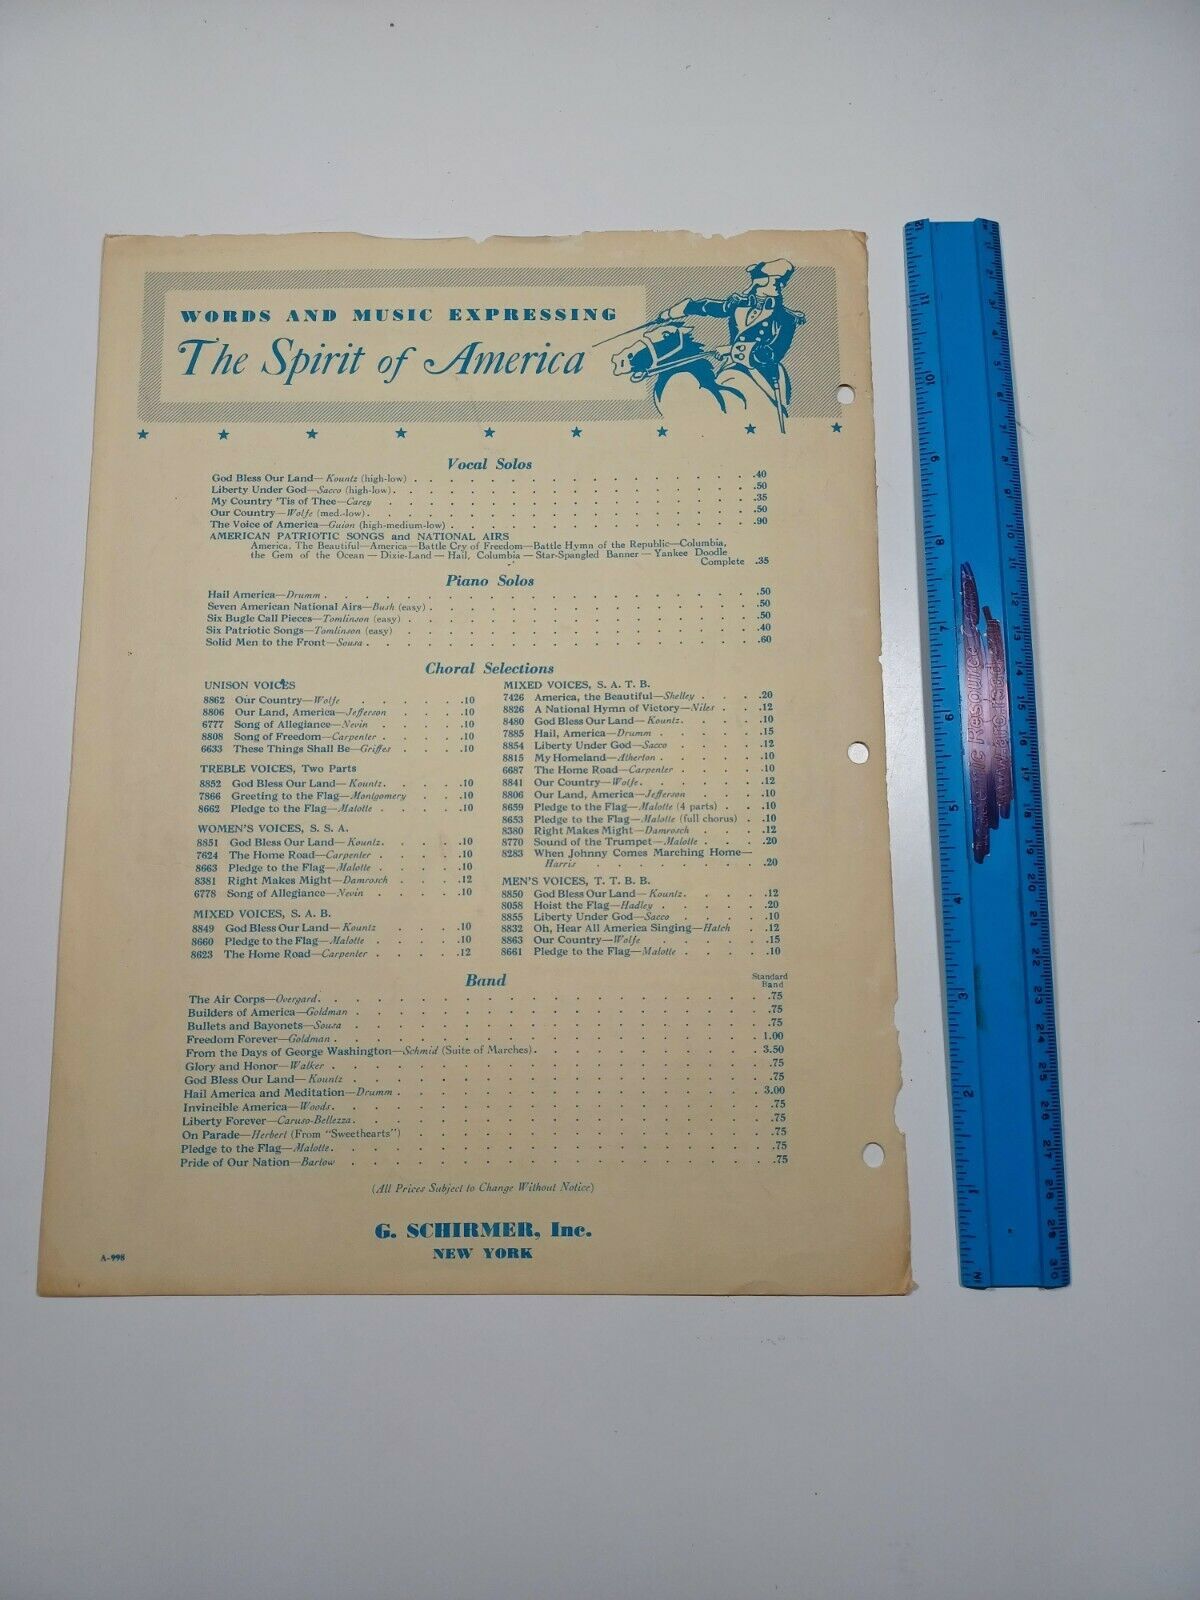 WORDS AND MUSIC EXPRESSING
The Spirit of America
Vocal Solos
God Bless Our Land—Kountz (high-low) .40
Liberty Under God—Sacco (high-low) .50
My Country 'Tis of Thee—Carey .35
Our Country—Wolfe (med.-low) .50
The Voice of America—Guion (high-medium-low) .90
AMERICAN PATRIOTIC SONGS and NATIONAL AIRS
America, The Beautiful—America—Battle Cry of Freedom—Battle Hymn of the Republic—Columbia,
the Gem of the Ocean—Dixie-Land—Hail, Columbia—Star-Spangled Banner—Yankee Doodle
Complete .35
Piano Solos
Hail America—Drumm .50
Seven American National Airs—Bush (easy) .50
Six Bugle Call Pieces—Tomlinson (easy) .50
Six Patriotic Songs—Tomlinson (easy) .40
Solid Men to the Front—Sousa .60
Choral Selections
UNISON VOICES
8862 Our Country—Wolfe .10
8806 Our Land, America—Jefferson .10
6777 Song of Allegiance—Nevin .10
8808 Song of Freedom—Carpenter .10
6633 These Things Shall Be—Griffes .10
TREBLE VOICES, Two Parts
8852 God Bless Our Land—Kountz .10
7866 Greeting to the Flag—Montgomery .10
8662 Pledge to the Flag—Malotte .10
WOMEN'S VOICES, S. S. A.
8851 God Bless Our Land—Kountz .10
7624 The Home Road—Carpenter .10
8663 Pledge to the Flag—Malotte .10
8381 Right Makes Might—Damrosch .12
6778 Song of Allegiance—Nevin .10
MIXED VOICES, S. A. B.
8849 God Bless Our Land—Kountz .10
8660 Pledge to the Flag—Malotte .10
8623 The Home Road—Carpenter .12
MIXED VOICES, S. A. T. B.
7426 America, the Beautiful—Shelley .20
8826 A National Hymn of Victory—Niles .12
8480 God Bless Our Land—Kountz .10
7885 Hail, America—Drumm .15
8854 Liberty Under God—Sacco .12
8815 My Homeland—Atherton .10
6687 The Home Road—Carpenter .10
8841 Our Country—Wolfe .12
8806 Our Land, America—Jefferson .10
8659 Pledge to the Flag—Malotte (4 parts) .10
8653 Pledge to the Flag—Malotte (full chorus) .10
8380 Right Makes Might—Damrosch .12
8770 Sound of the Trumpet—Malotte .20
8283 When Johnny Comes Marching Home—
Harris .20
MEN'S VOICES, T. T. B. B.
8850 God Bless Our Land—Kountz .12
8058 Hoist the Flag—Hadley .20
8855 Liberty Under God—Sacco .10
8832 Oh, Hear All America Singing—Hatch .12
8863 Our Country—Wolfe .15
8661 Pledge to the Flag—Malotte .10
Band
Standard
Band
The Air Corps—Overgard .75
Builders of America—Goldman .75
Bullets and Bayonets—Sousa .75
Freedom Forever—Goldman 1.00
From the Days of George Washington—Schmid (Suite of Marches) 3.50
Glory and Honor—Walker .75
God Bless Our Land—Kountz .75
Hail America and Meditation—Drumm 3.00
Invincible America—Woods .75
Liberty Forever—Caruso-Bellezza .75
On Parade—Herbert (From "Sweethearts") .75
Pledge to the Flag—Malotte .75
Pride of Our Nation—Barlow .75
(All Prices Subject to Change Without Notice)
G. SCHIRMER, Inc.
NEW YORK
A-998
IN 1 2 3 4 5 6 7 8 9 10 11 12